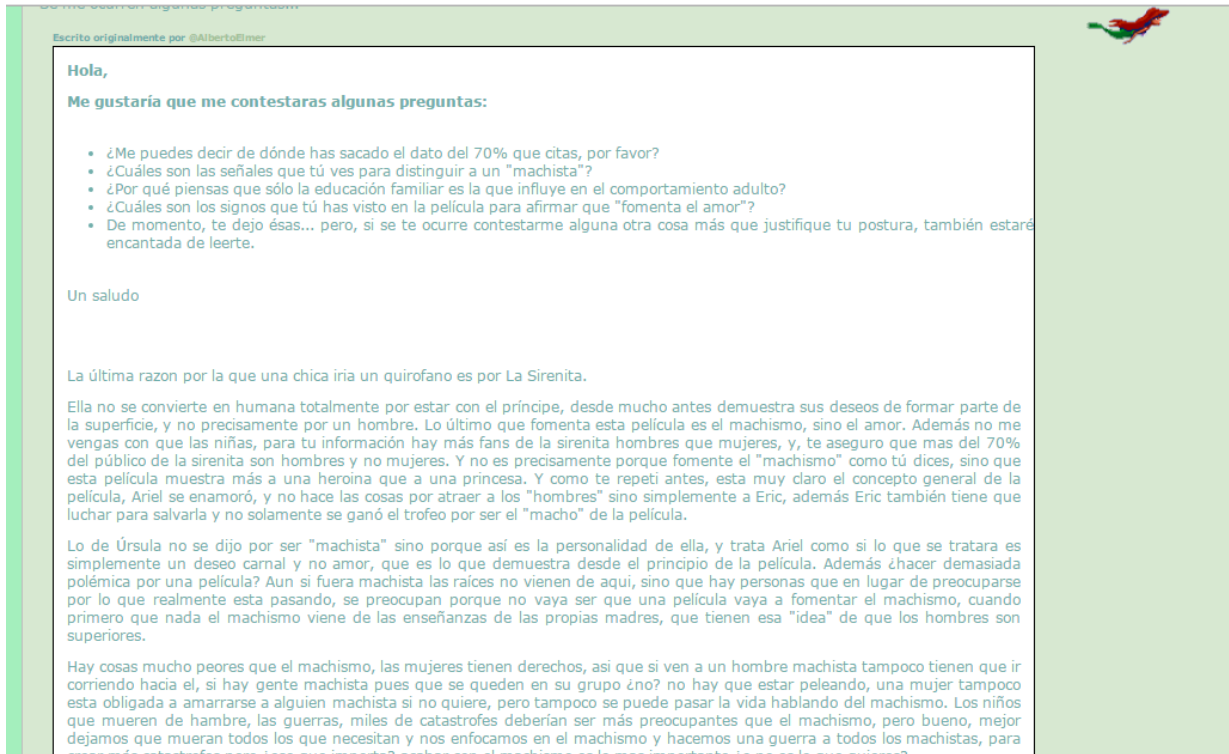 Se me ocurren algunas preguntas...
Escrito originalmente por @AlbertoElmer
Hola,
Me gustaría que me contestaras algunas preguntas:
• ¿Me puedes decir de dónde has sacado el dato del 70% que citas, por favor?
• ¿Cuáles son las señales que tú ves para distinguir a un "machista"?
• ¿Por qué piensas que sólo la educación familiar es la que influye en el comportamiento adulto?
• ¿Cuáles son los signos que tú has visto en la película para afirmar que "fomenta el amor"?
• De momento, te dejo ésas... pero, si se te ocurre contestarme alguna otra cosa más que justifique tu postura, también estaré
encantada de leerte.
Un saludo
La última razon por la que una chica iria un quirofano es por La Sirenita.
Ella no se convierte en humana totalmente por estar con el príncipe, desde mucho antes demuestra sus deseos de formar parte de
la superficie, y no precisamente por un hombre. Lo último que fomenta esta película es el machismo, sino el amor. Además no me
vengas con que las niñas, para tu información hay más fans de la sirenita hombres que mujeres, y, te aseguro que mas del 70%
del público de la sirenita son hombres y no mujeres. Y no es precisamente porque fomente el "machismo" como tú dices, sino que
esta película muestra más a una heroina que a una princesa. Y como te repeti antes, esta muy claro el concepto general de la
película, Ariel se enamoró, y no hace las cosas por atraer a los "hombres" sino simplemente a Eric, además Eric también tiene que
luchar para salvarla y no solamente se ganó el trofeo por ser el "macho" de la película.
Lo de Úrsula no se dijo por ser "machista" sino porque así es la personalidad de ella, y trata Ariel como si lo que se tratara es
simplemente un deseo carnal y no amor, que es lo que demuestra desde el principio de la película. Además ¿hacer demasiada
polémica por una película? Aun si fuera machista las raíces no vienen de aqui, sino que hay personas que en lugar de preocuparse
por lo que realmente esta pasando, se preocupan porque no vaya ser que una película vaya a fomentar el machismo, cuando
primero que nada el machismo viene de las enseñanzas de las propias madres, que tienen esa "idea" de que los hombres son
superiores.
Hay cosas mucho peores que el machismo, las mujeres tienen derechos, asi que si ven a un hombre machista tampoco tienen que ir
corriendo hacia el, si hay gente machista pues que se queden en su grupo ¿no? no hay que estar peleando, una mujer tampoco
esta obligada a amarrarse a alguien machista si no quiere, pero tampoco se puede pasar la vida hablando del machismo. Los niños
que mueren de hambre, las guerras, miles de catastrofes deberían ser más preocupantes que el machismo, pero bueno, mejor
dejamos que mueran todos los que necesitan y nos enfocamos en el machismo y hacemos una guerra a todos los machistas, para